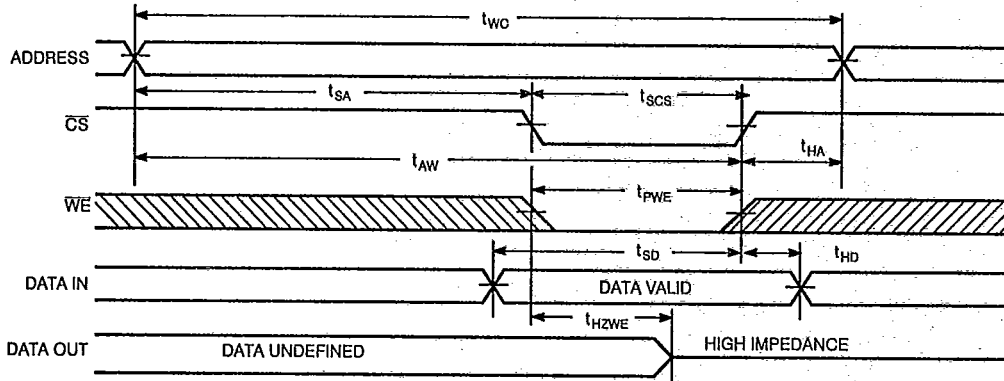 tWC
ADDRESS
tSA
tSCS
CS
tAW
tHA
WE
tPWE
tSD
tHD
DATA IN
DATA VALID
tHZWE
DATA OUT
DATA UNDEFINED
HIGH IMPEDANCE